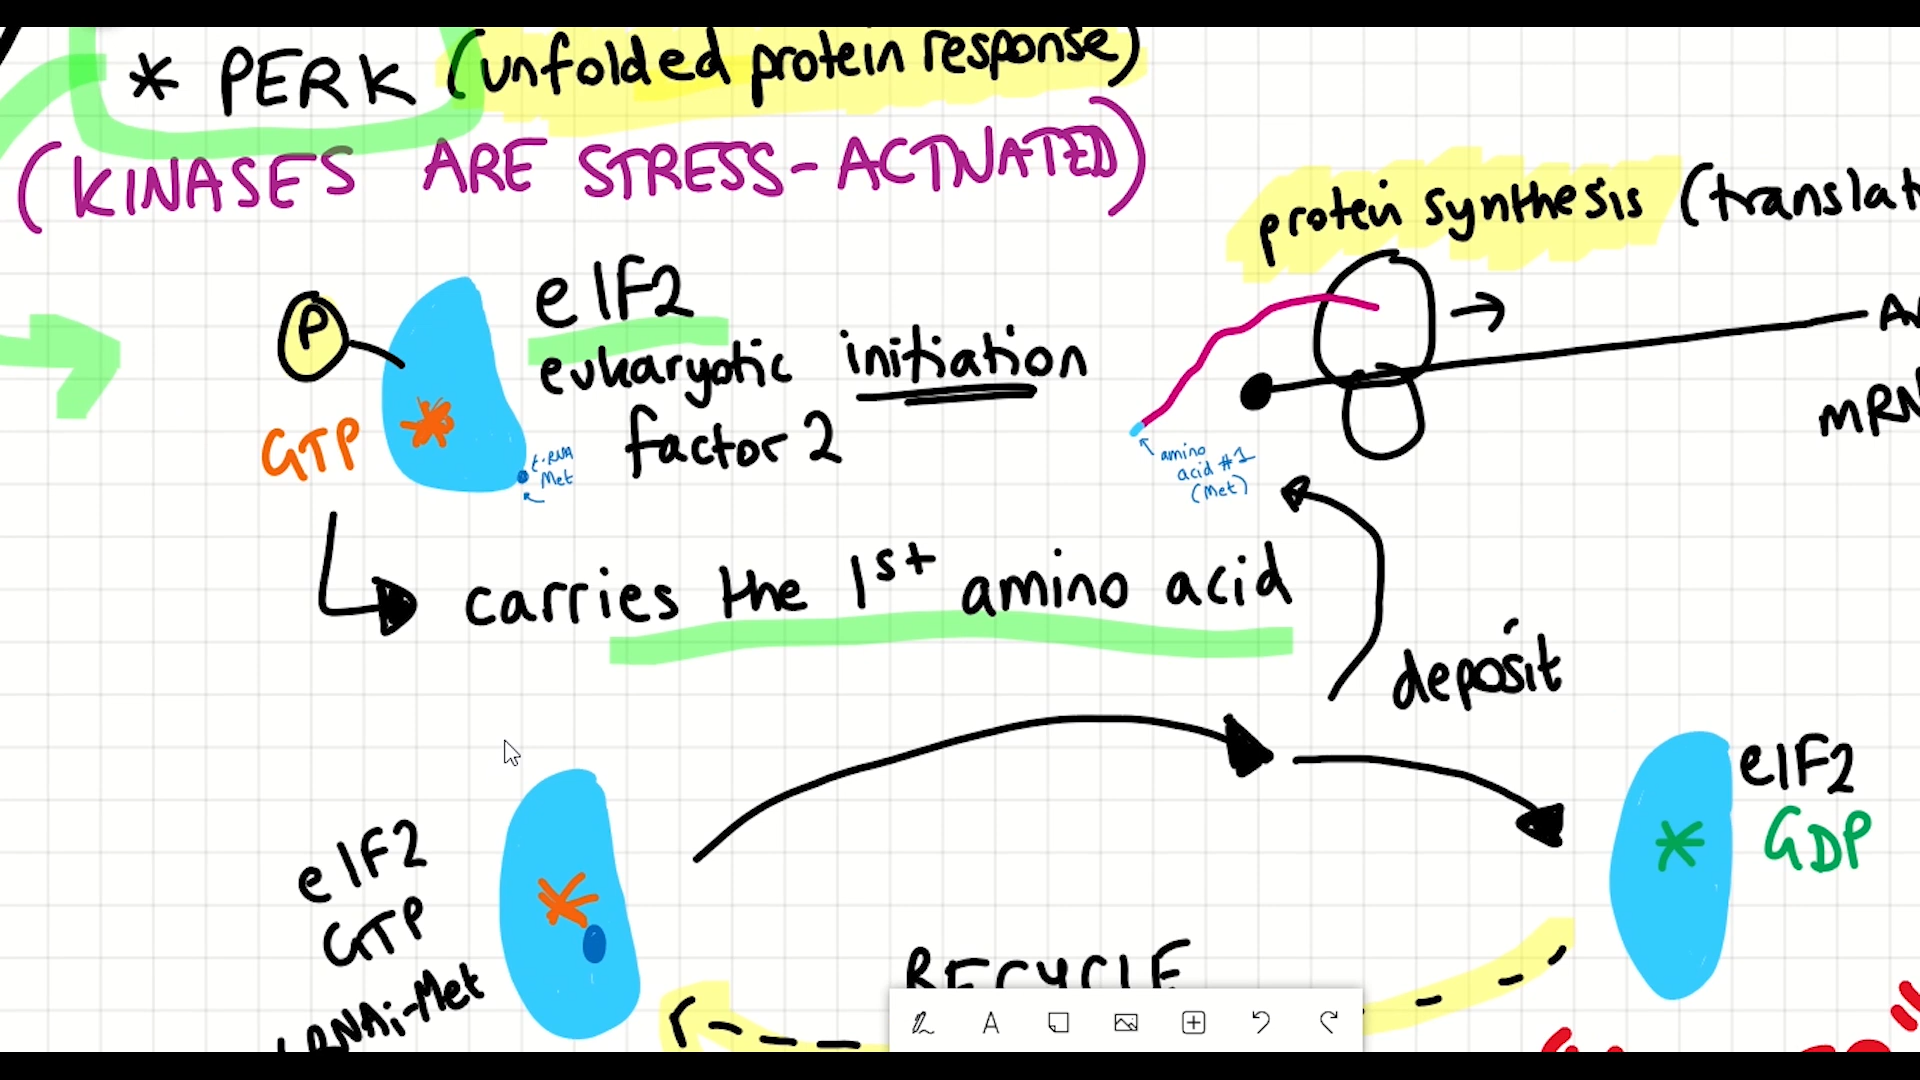 * PERK (unfolded protein response)
(KINASES ARE STRESS-ACTIVATED)
protein synthesis (translat
P
eIF2
eukaryotic initiation
factor 2
GTP
t-RNA
Met
amino
acid #1
(Met)
mRN
carries the 1st amino acid
deposit
eIF2
GDP
eIF2
GTP
tRNAi-Met
RECYCLE
A